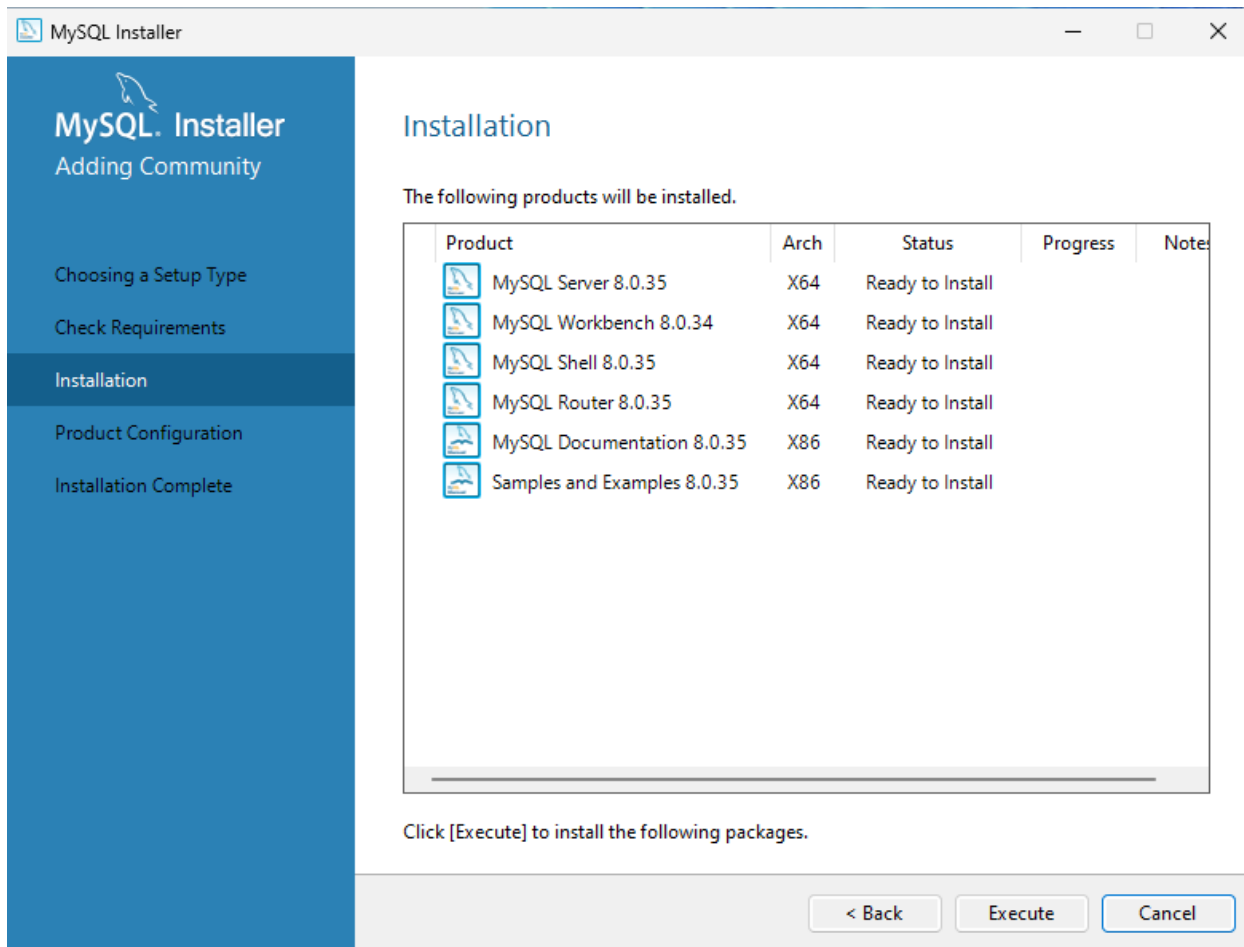 MySQL Installer
MySQL. Installer
Adding Community
Choosing a Setup Type
Check Requirements
Installation
Product Configuration
Installation Complete
Installation
The following products will be installed.
Product Arch Status Progress Notes
MySQL Server 8.0.35 X64 Ready to Install
MySQL Workbench 8.0.34 X64 Ready to Install
MySQL Shell 8.0.35 X64 Ready to Install
MySQL Router 8.0.35 X64 Ready to Install
MySQL Documentation 8.0.35 X86 Ready to Install
Samples and Examples 8.0.35 X86 Ready to Install
Click [Execute] to install the following packages.
< Back Execute Cancel